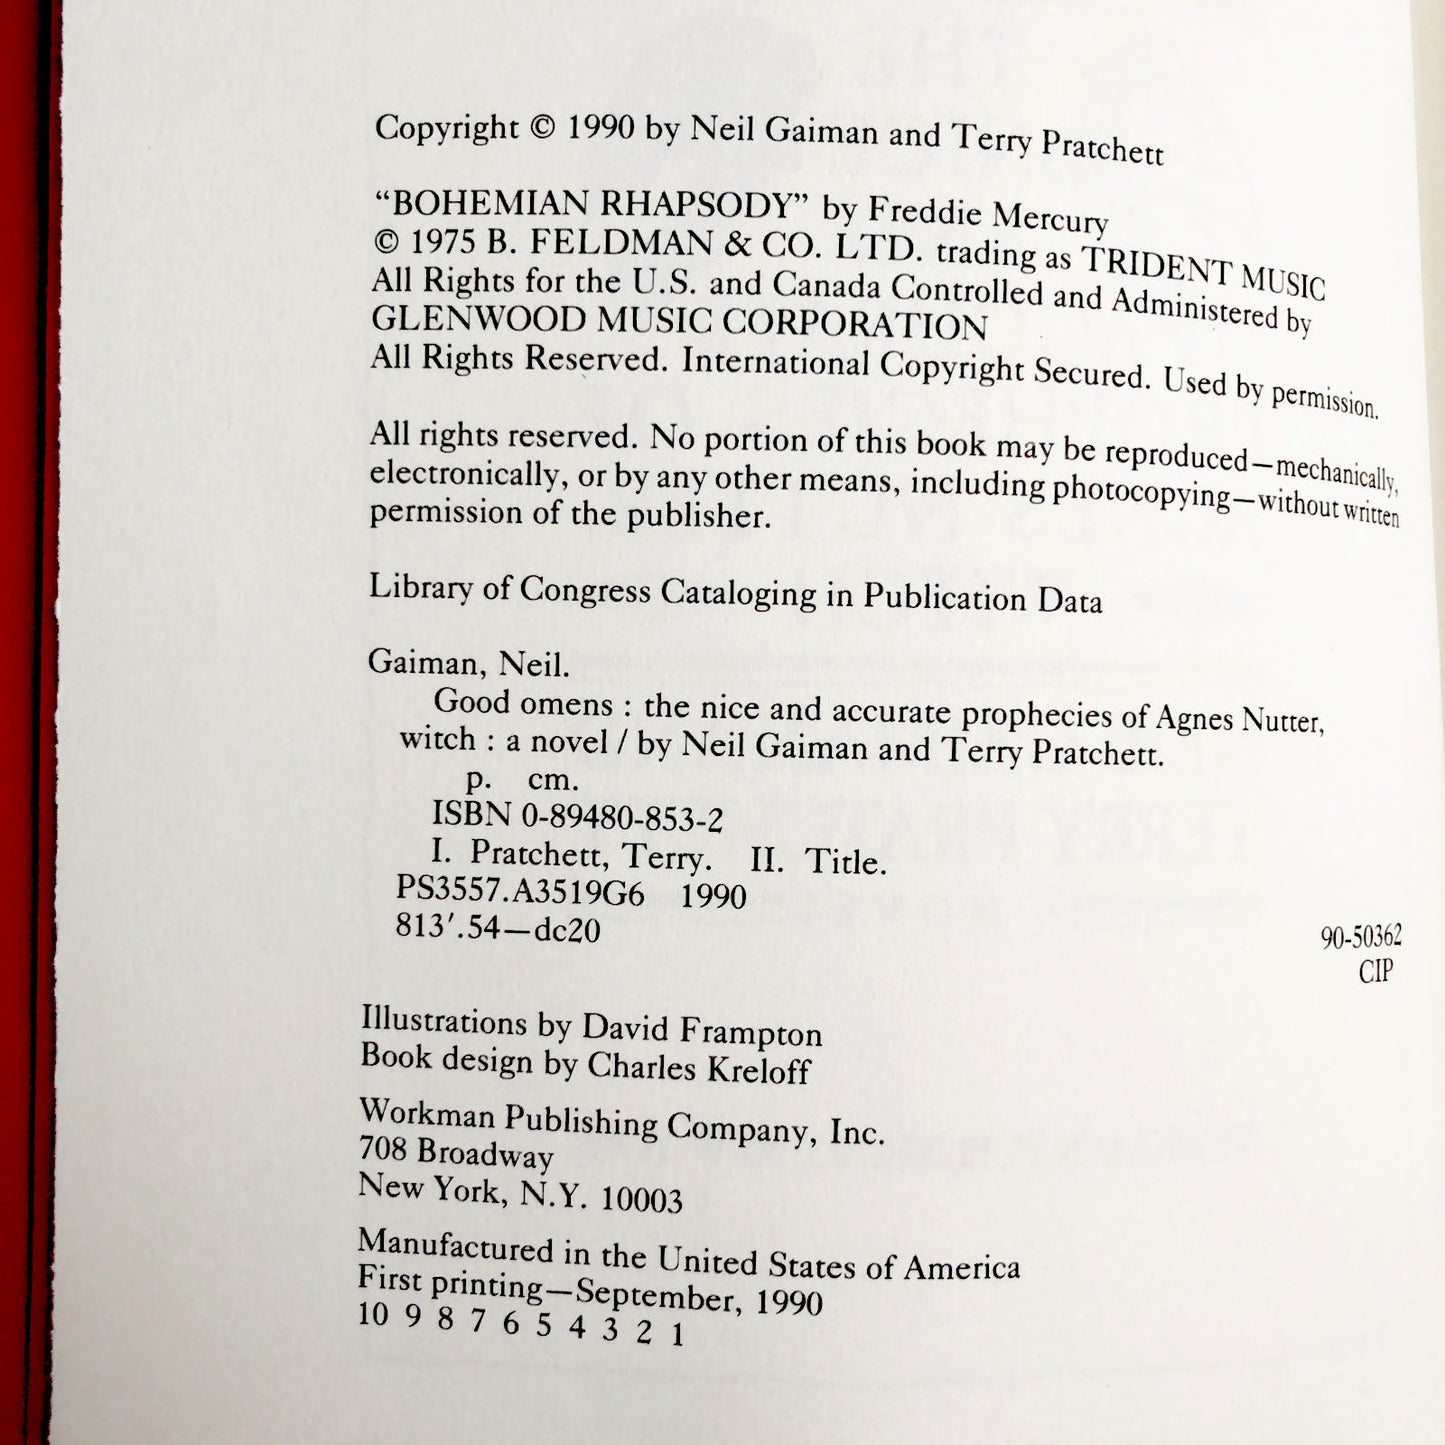 Copyright © 1990 by Neil Gaiman and Terry Pratchett
“BOHEMIAN RHAPSODY” by Freddie Mercury
© 1975 B. FELDMAN & CO. LTD. trading as TRIDENT MUSIC
All Rights for the U.S. and Canada Controlled and Administered by
GLENWOOD MUSIC CORPORATION
All Rights Reserved. International Copyright Secured. Used by permission.
All rights reserved. No portion of this book may be reproduced—mechanically,
electronically, or by any other means, including photocopying—without written
permission of the publisher.
Library of Congress Cataloging in Publication Data
Gaiman, Neil.
Good omens : the nice and accurate prophecies of Agnes Nutter,
witch : a novel / by Neil Gaiman and Terry Pratchett.
p. cm.
ISBN 0-89480-853-2
I. Pratchett, Terry. II. Title.
PS3557.A3519G6 1990
813′.54—dc20 90-50362
CIP
Illustrations by David Frampton
Book design by Charles Kreloff
Workman Publishing Company, Inc.
708 Broadway
New York, N.Y. 10003
Manufactured in the United States of America
First printing—September, 1990
10 9 8 7 6 5 4 3 2 1